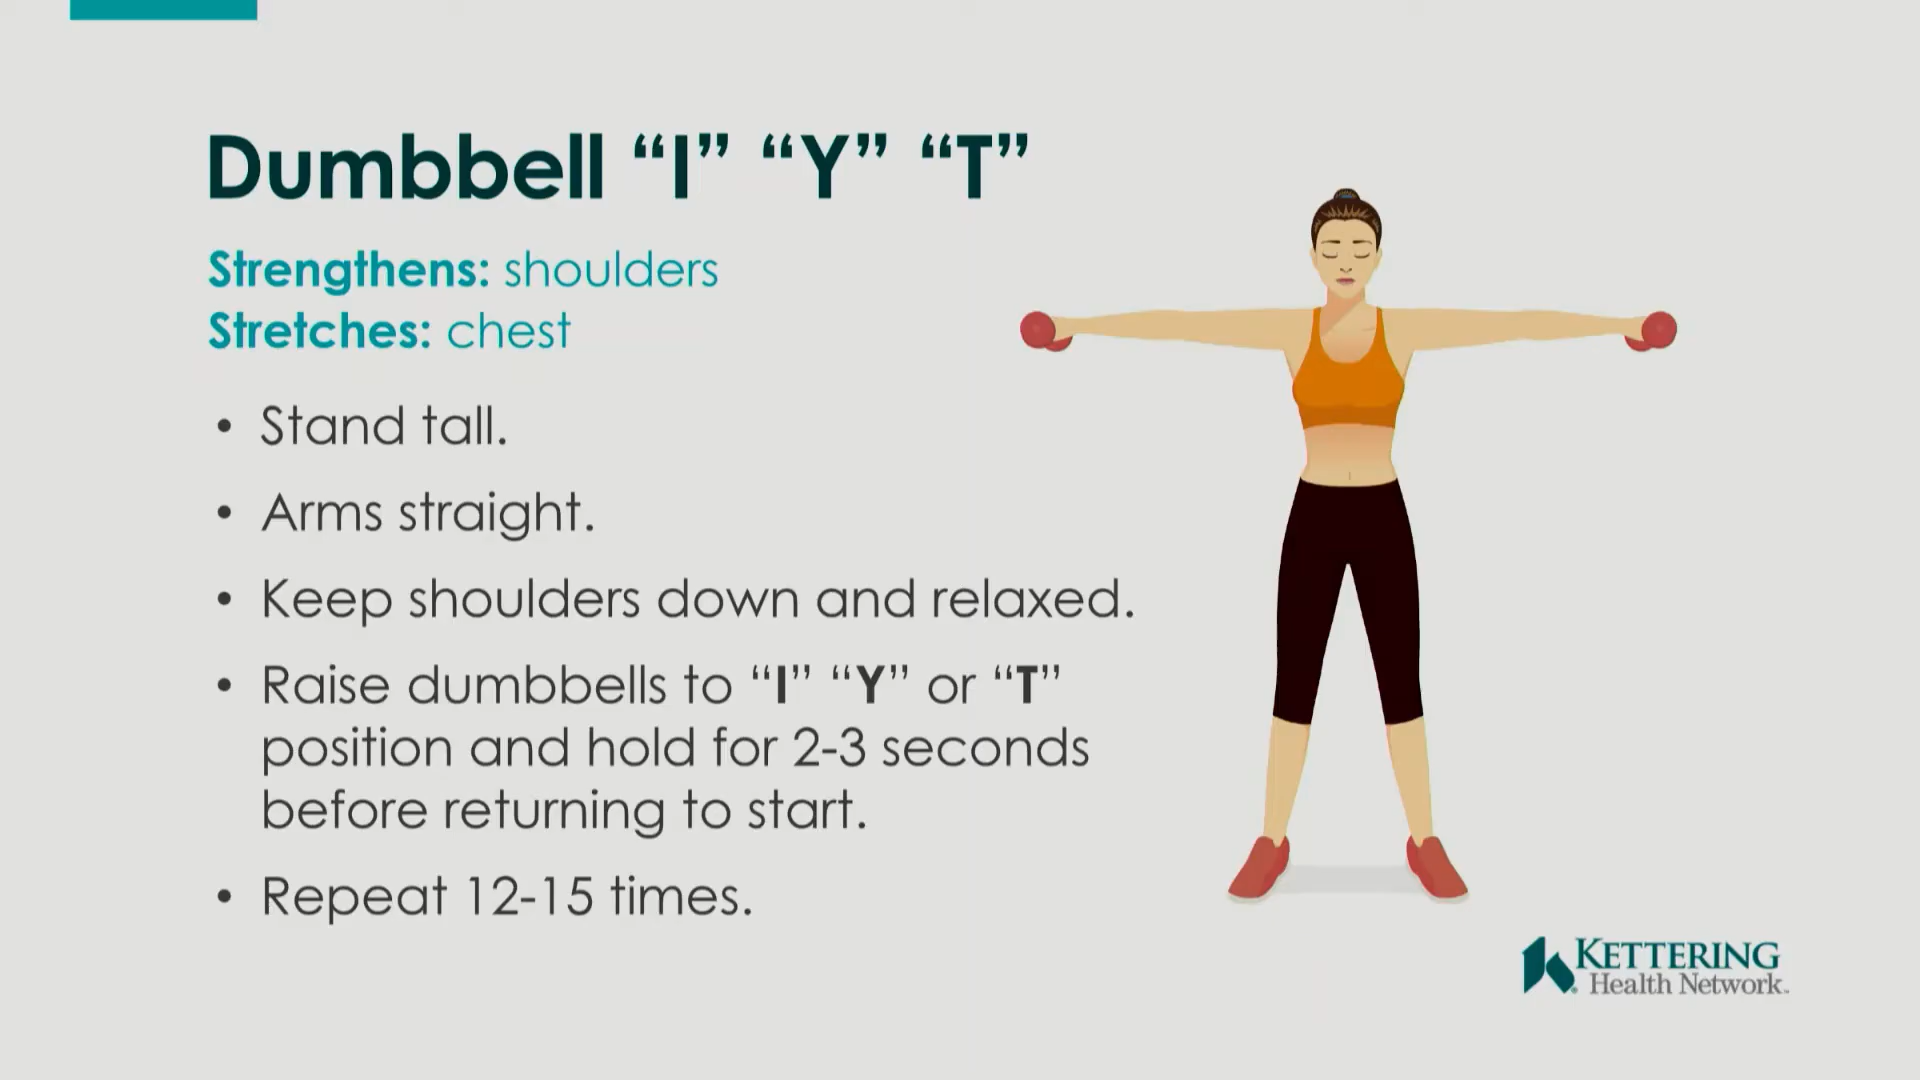 Dumbbell “I” “Y” “T”
Strengthens: shoulders
Stretches: chest
• Stand tall.
• Arms straight.
• Keep shoulders down and relaxed.
• Raise dumbbells to “I” “Y” or “T”
position and hold for 2-3 seconds
before returning to start.
• Repeat 12-15 times.
KETTERING
Health Network™